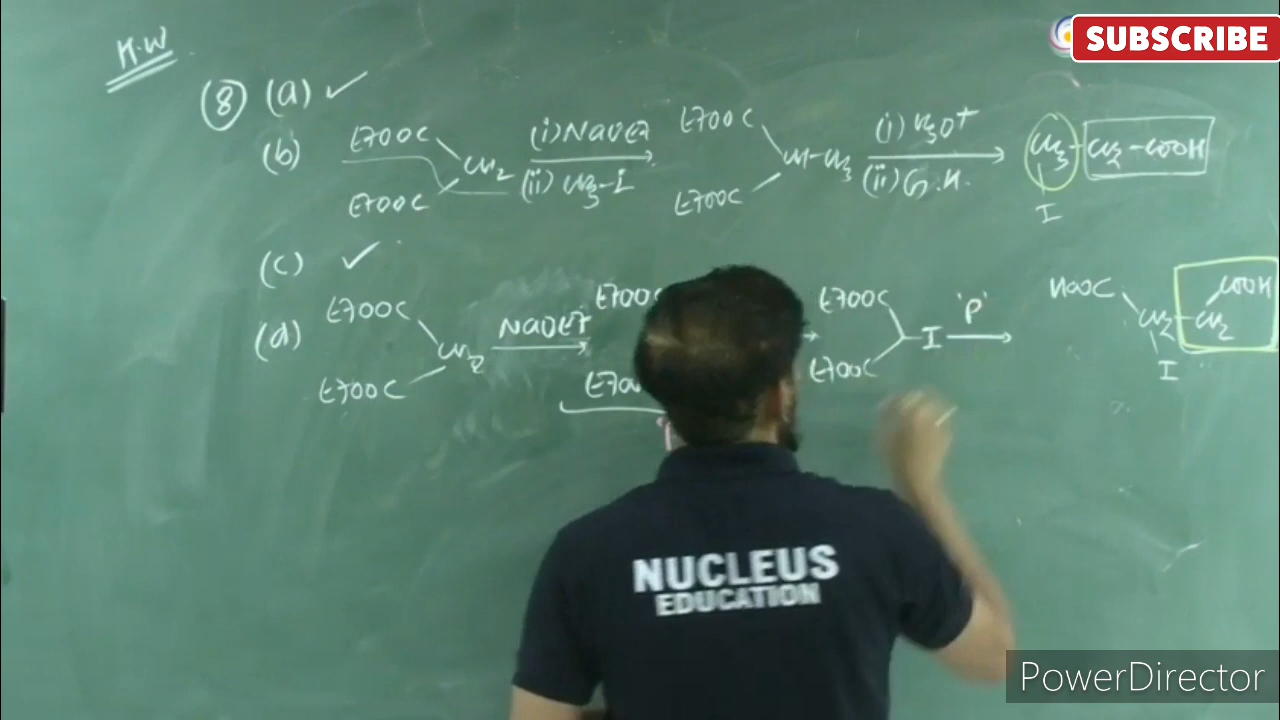 SUBSCRIBE
H.W
(8) (a) ✓
(b) EtOOC
EtOOC
CH2
(i) NaOEt
(ii) CH3-I
EtOOC
EtOOC
CH-CH3
(i) H3O+
(ii) G.H.
CH3-CH2-COOH
I
(c) ✓
(d) EtOOC
EtOOC
CH2
NaOEt
EtOOC
EtOOC
EtOOC
I
'P'
HOOC
COOH
CH2-CH2
I
NUCLEUS
EDUCATION
PowerDirector